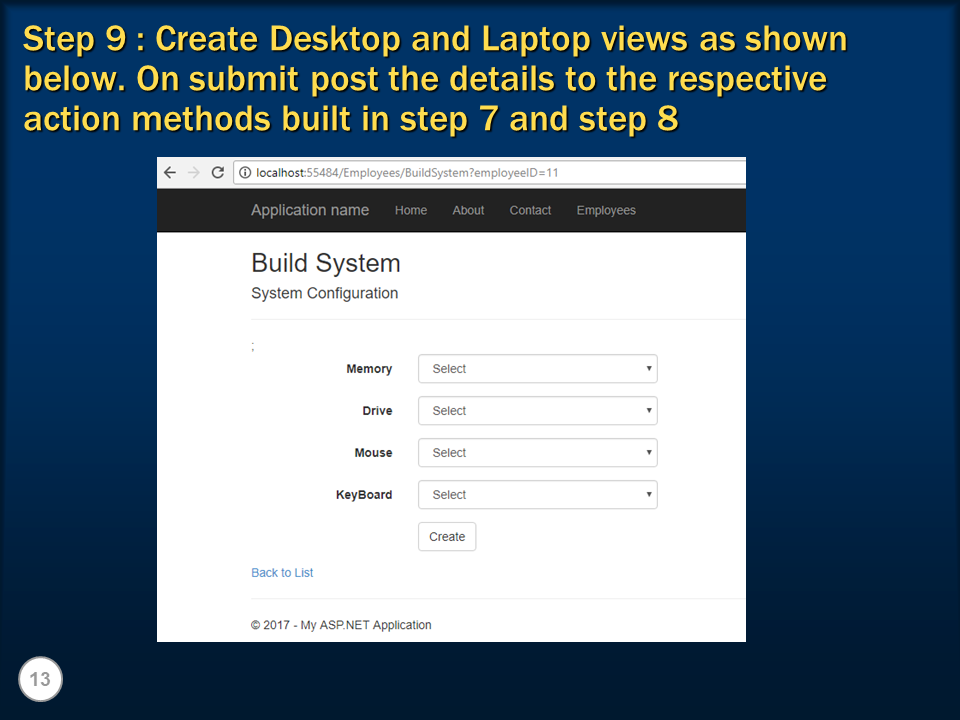 Step 9 : Create Desktop and Laptop views as shown
below. On submit post the details to the respective
action methods built in step 7 and step 8
localhost:55484/Employees/BuildSystem?employeeID=11
Application name Home About Contact Employees
Build System
System Configuration
;
Memory Select
Drive Select
Mouse Select
KeyBoard Select
Create
Back to List
© 2017 - My ASP.NET Application
13